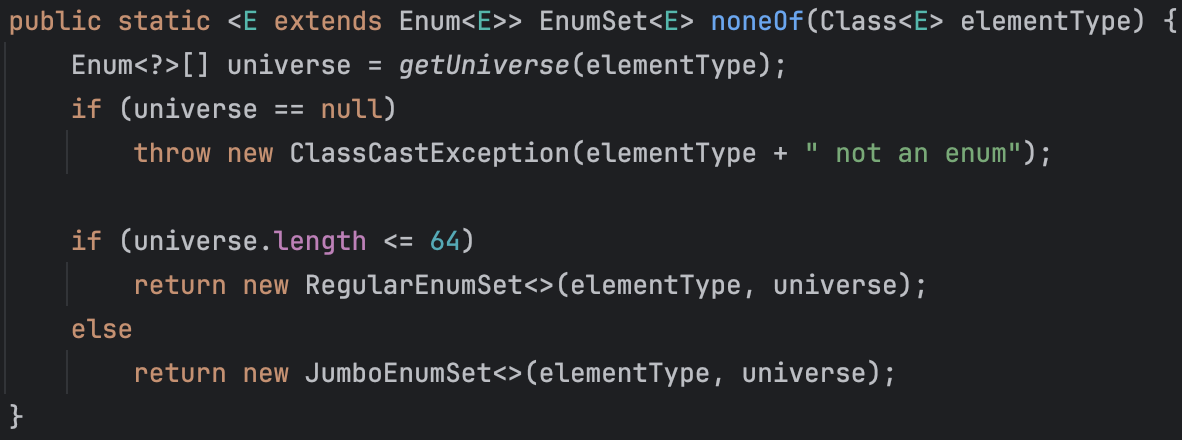 public static <E extends Enum<E>> EnumSet<E> noneOf(Class<E> elementType) {
    Enum<?>[] universe = getUniverse(elementType);
    if (universe == null)
        throw new ClassCastException(elementType + " not an enum");

    if (universe.length <= 64)
        return new RegularEnumSet<>(elementType, universe);
    else
        return new JumboEnumSet<>(elementType, universe);
}